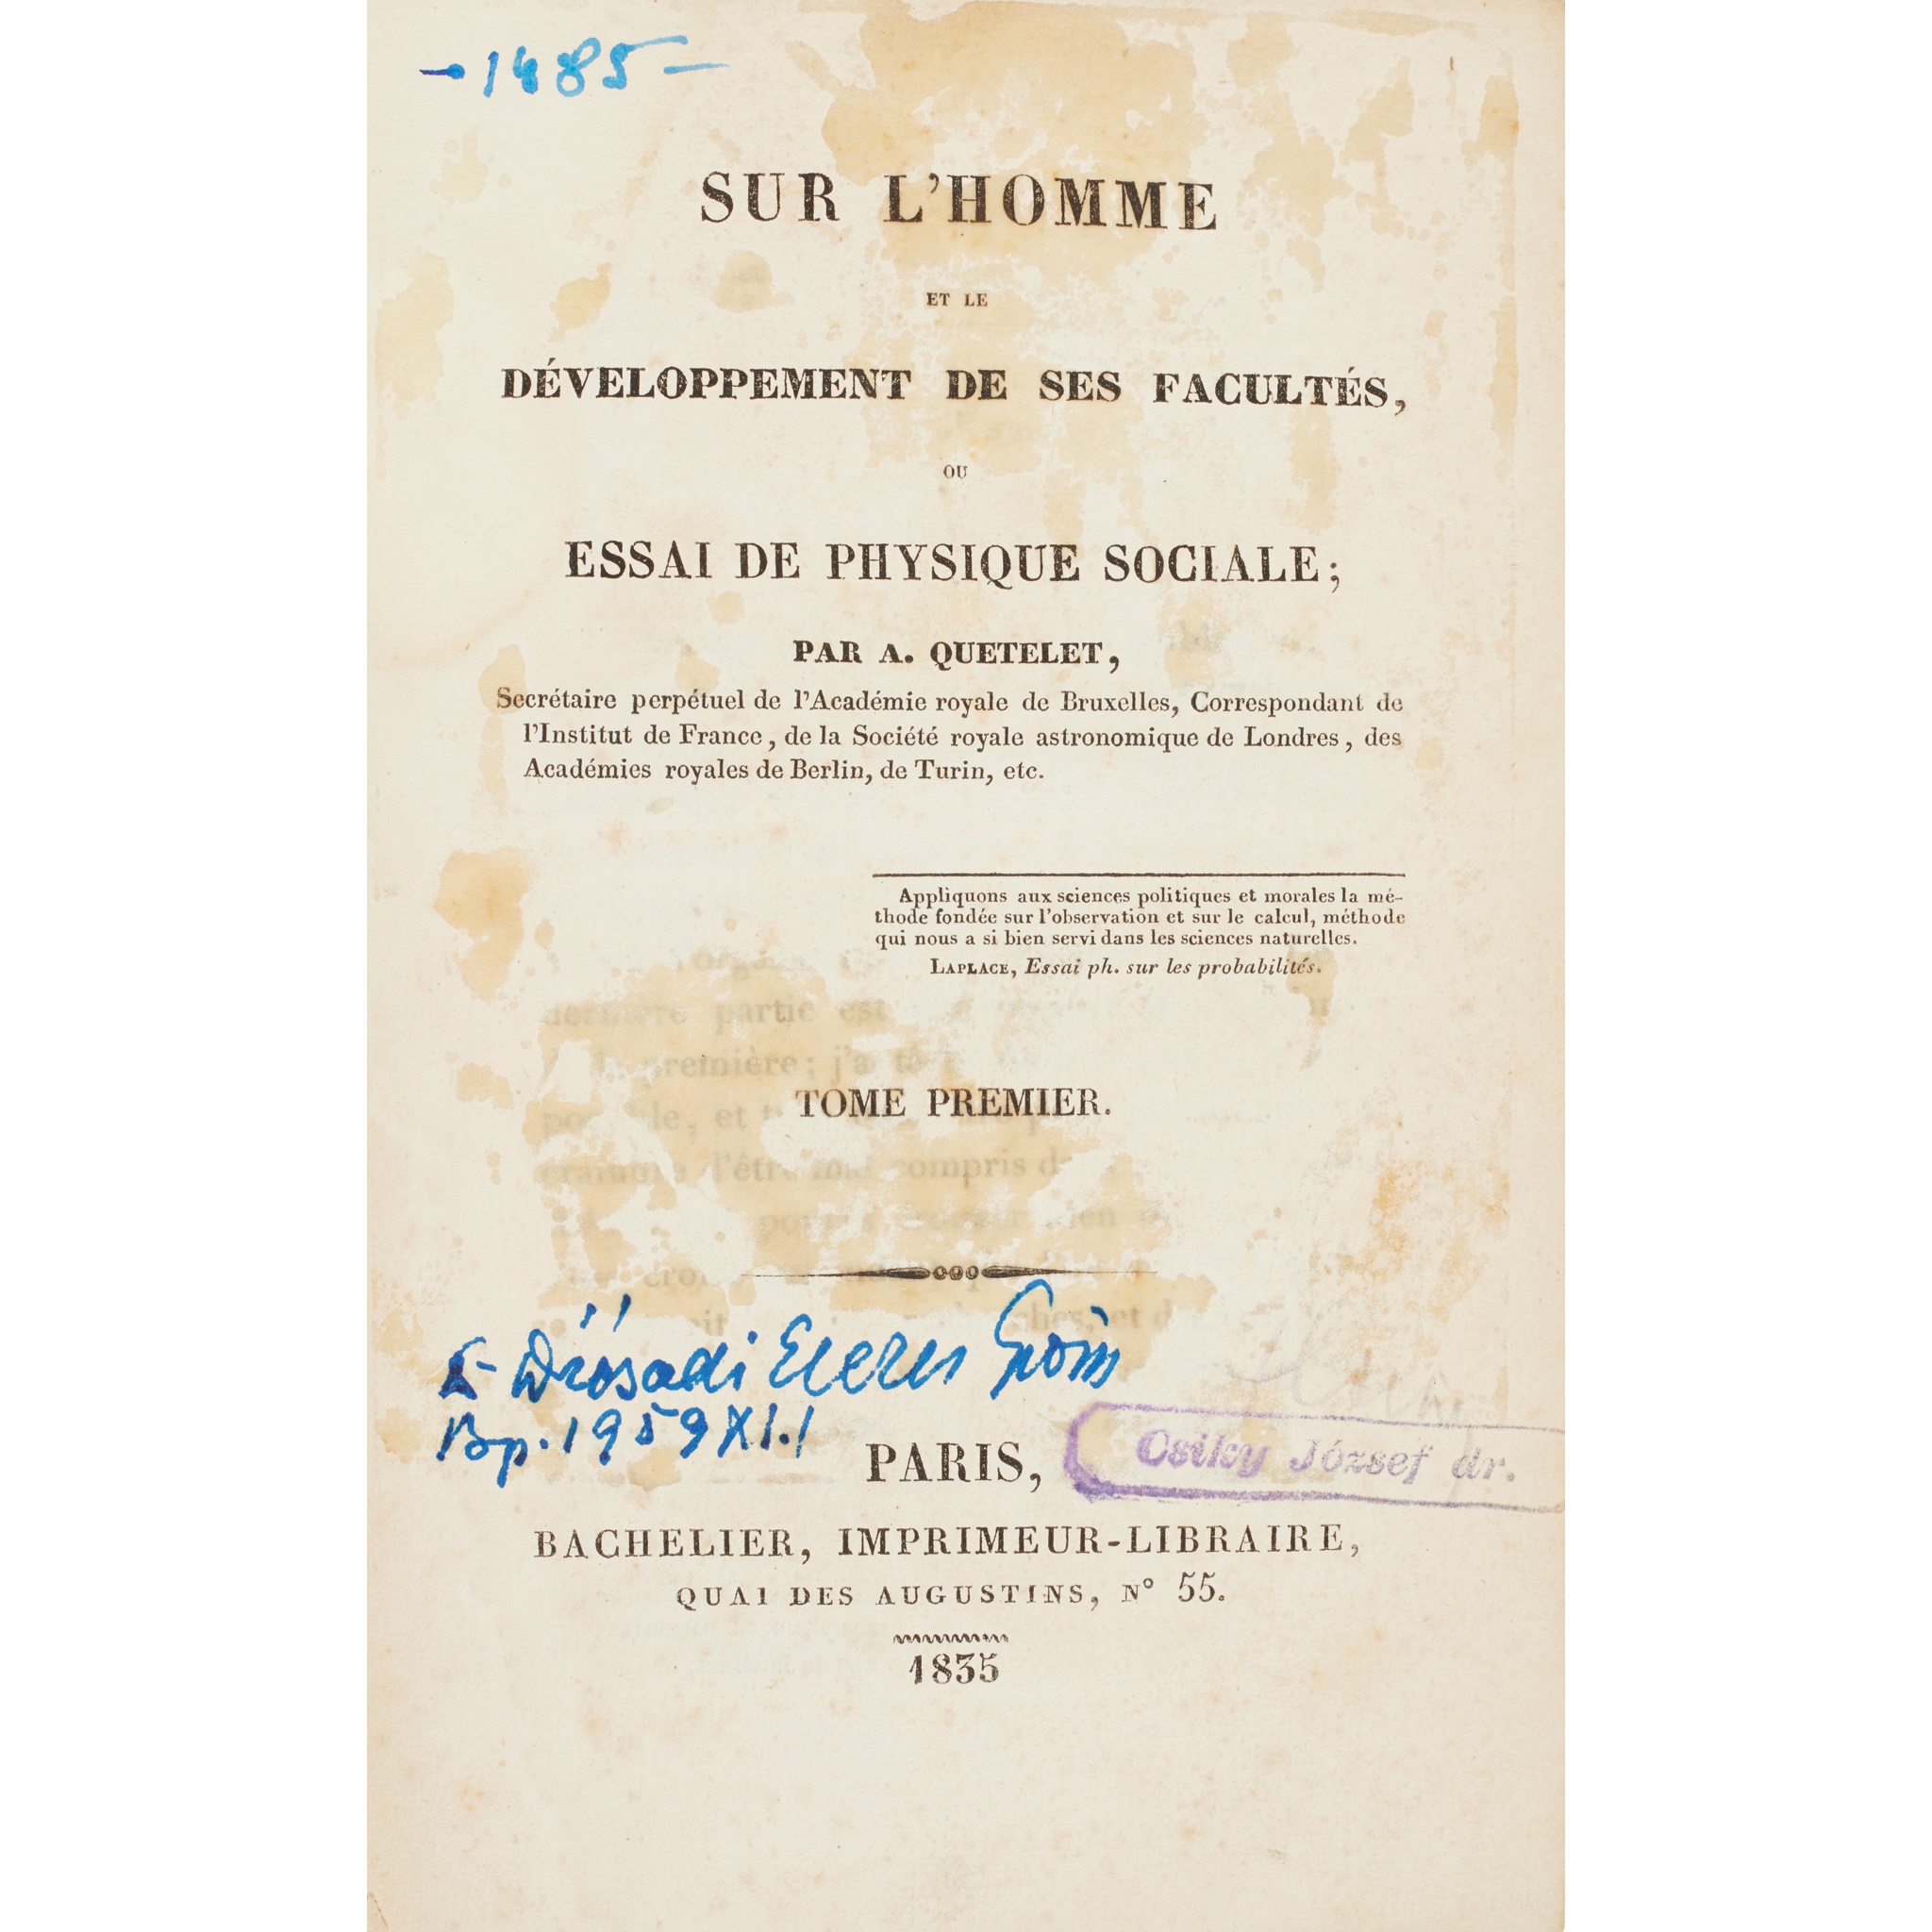 -1485-
SUR L'HOMME
ET LE
DÉVELOPPEMENT DE SES FACULTÉS,
OU
ESSAI DE PHYSIQUE SOCIALE;
PAR A. QUETELET,
Secrétaire perpétuel de l'Académie royale de Bruxelles, Correspondant de
l'Institut de France, de la Société royale astronomique de Londres, des
Académies royales de Berlin, de Turin, etc.
Appliquons aux sciences politiques et morales la mé-
thode fondée sur l'observation et sur le calcul, méthode
qui nous a si bien servi dans les sciences naturelles.
LAPLACE, Essai ph. sur les probabilités.
TOME PREMIER.
Bp. 1959 XI.1
PARIS,
Csiky József dr.
BACHELIER, IMPRIMEUR-LIBRAIRE,
QUAI DES AUGUSTINS, N° 55.
1835